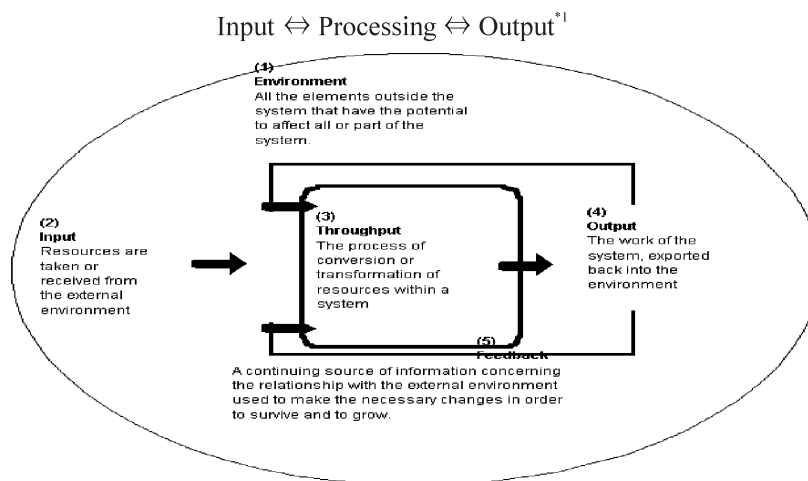 Input ⇔ Processing ⇔ Output*1
(1)
Environment
All the elements outside the
system that have the potential
to affect all or part of the
system.
(2)
Input
Resources are
taken or
received from
the external
environment
(3)
Throughput
The process of
conversion or
transformation of
resources within a
system
(4)
Output
The work of the
system, exported
back into the
environment
(5)
Feedback
A continuing source of information concerning
the relationship with the external environment
used to make the necessary changes in order
to survive and to grow.